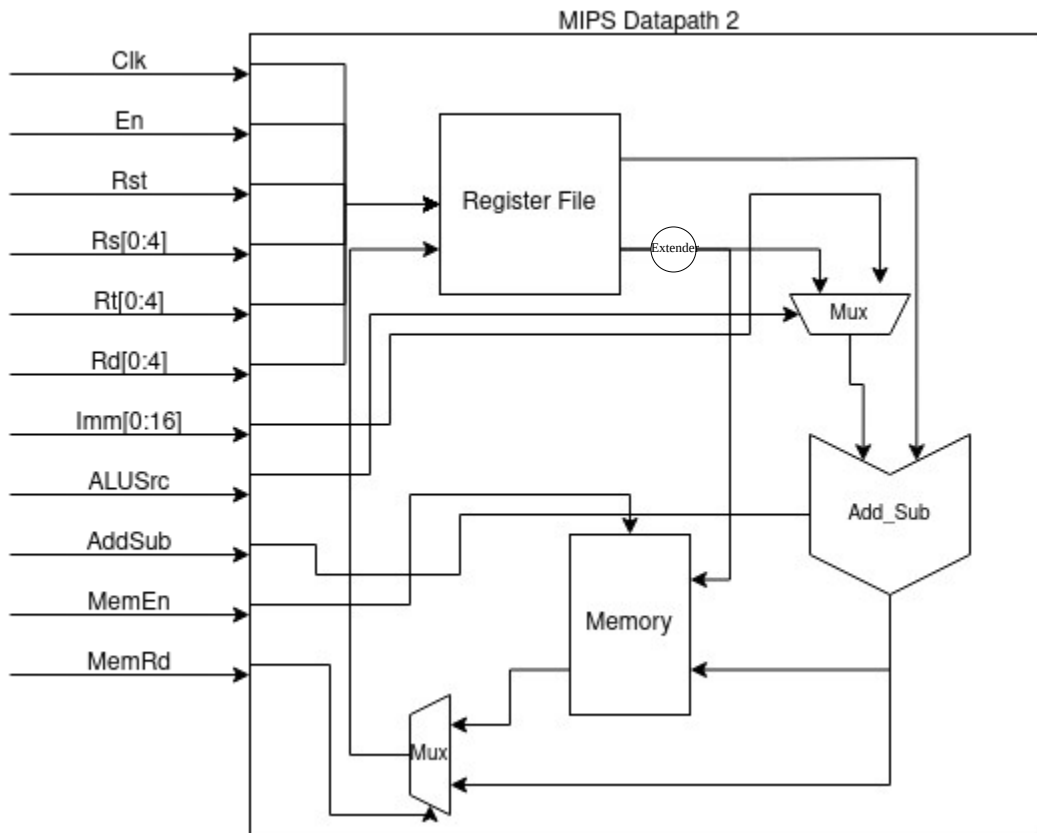 MIPS Datapath 2
Clk
En
Rst
Rs[0:4]
Rt[0:4]
Rd[0:4]
Imm[0:16]
ALUSrc
AddSub
MemEn
MemRd
Register File
Extender
Mux
Add_Sub
Memory
Mux